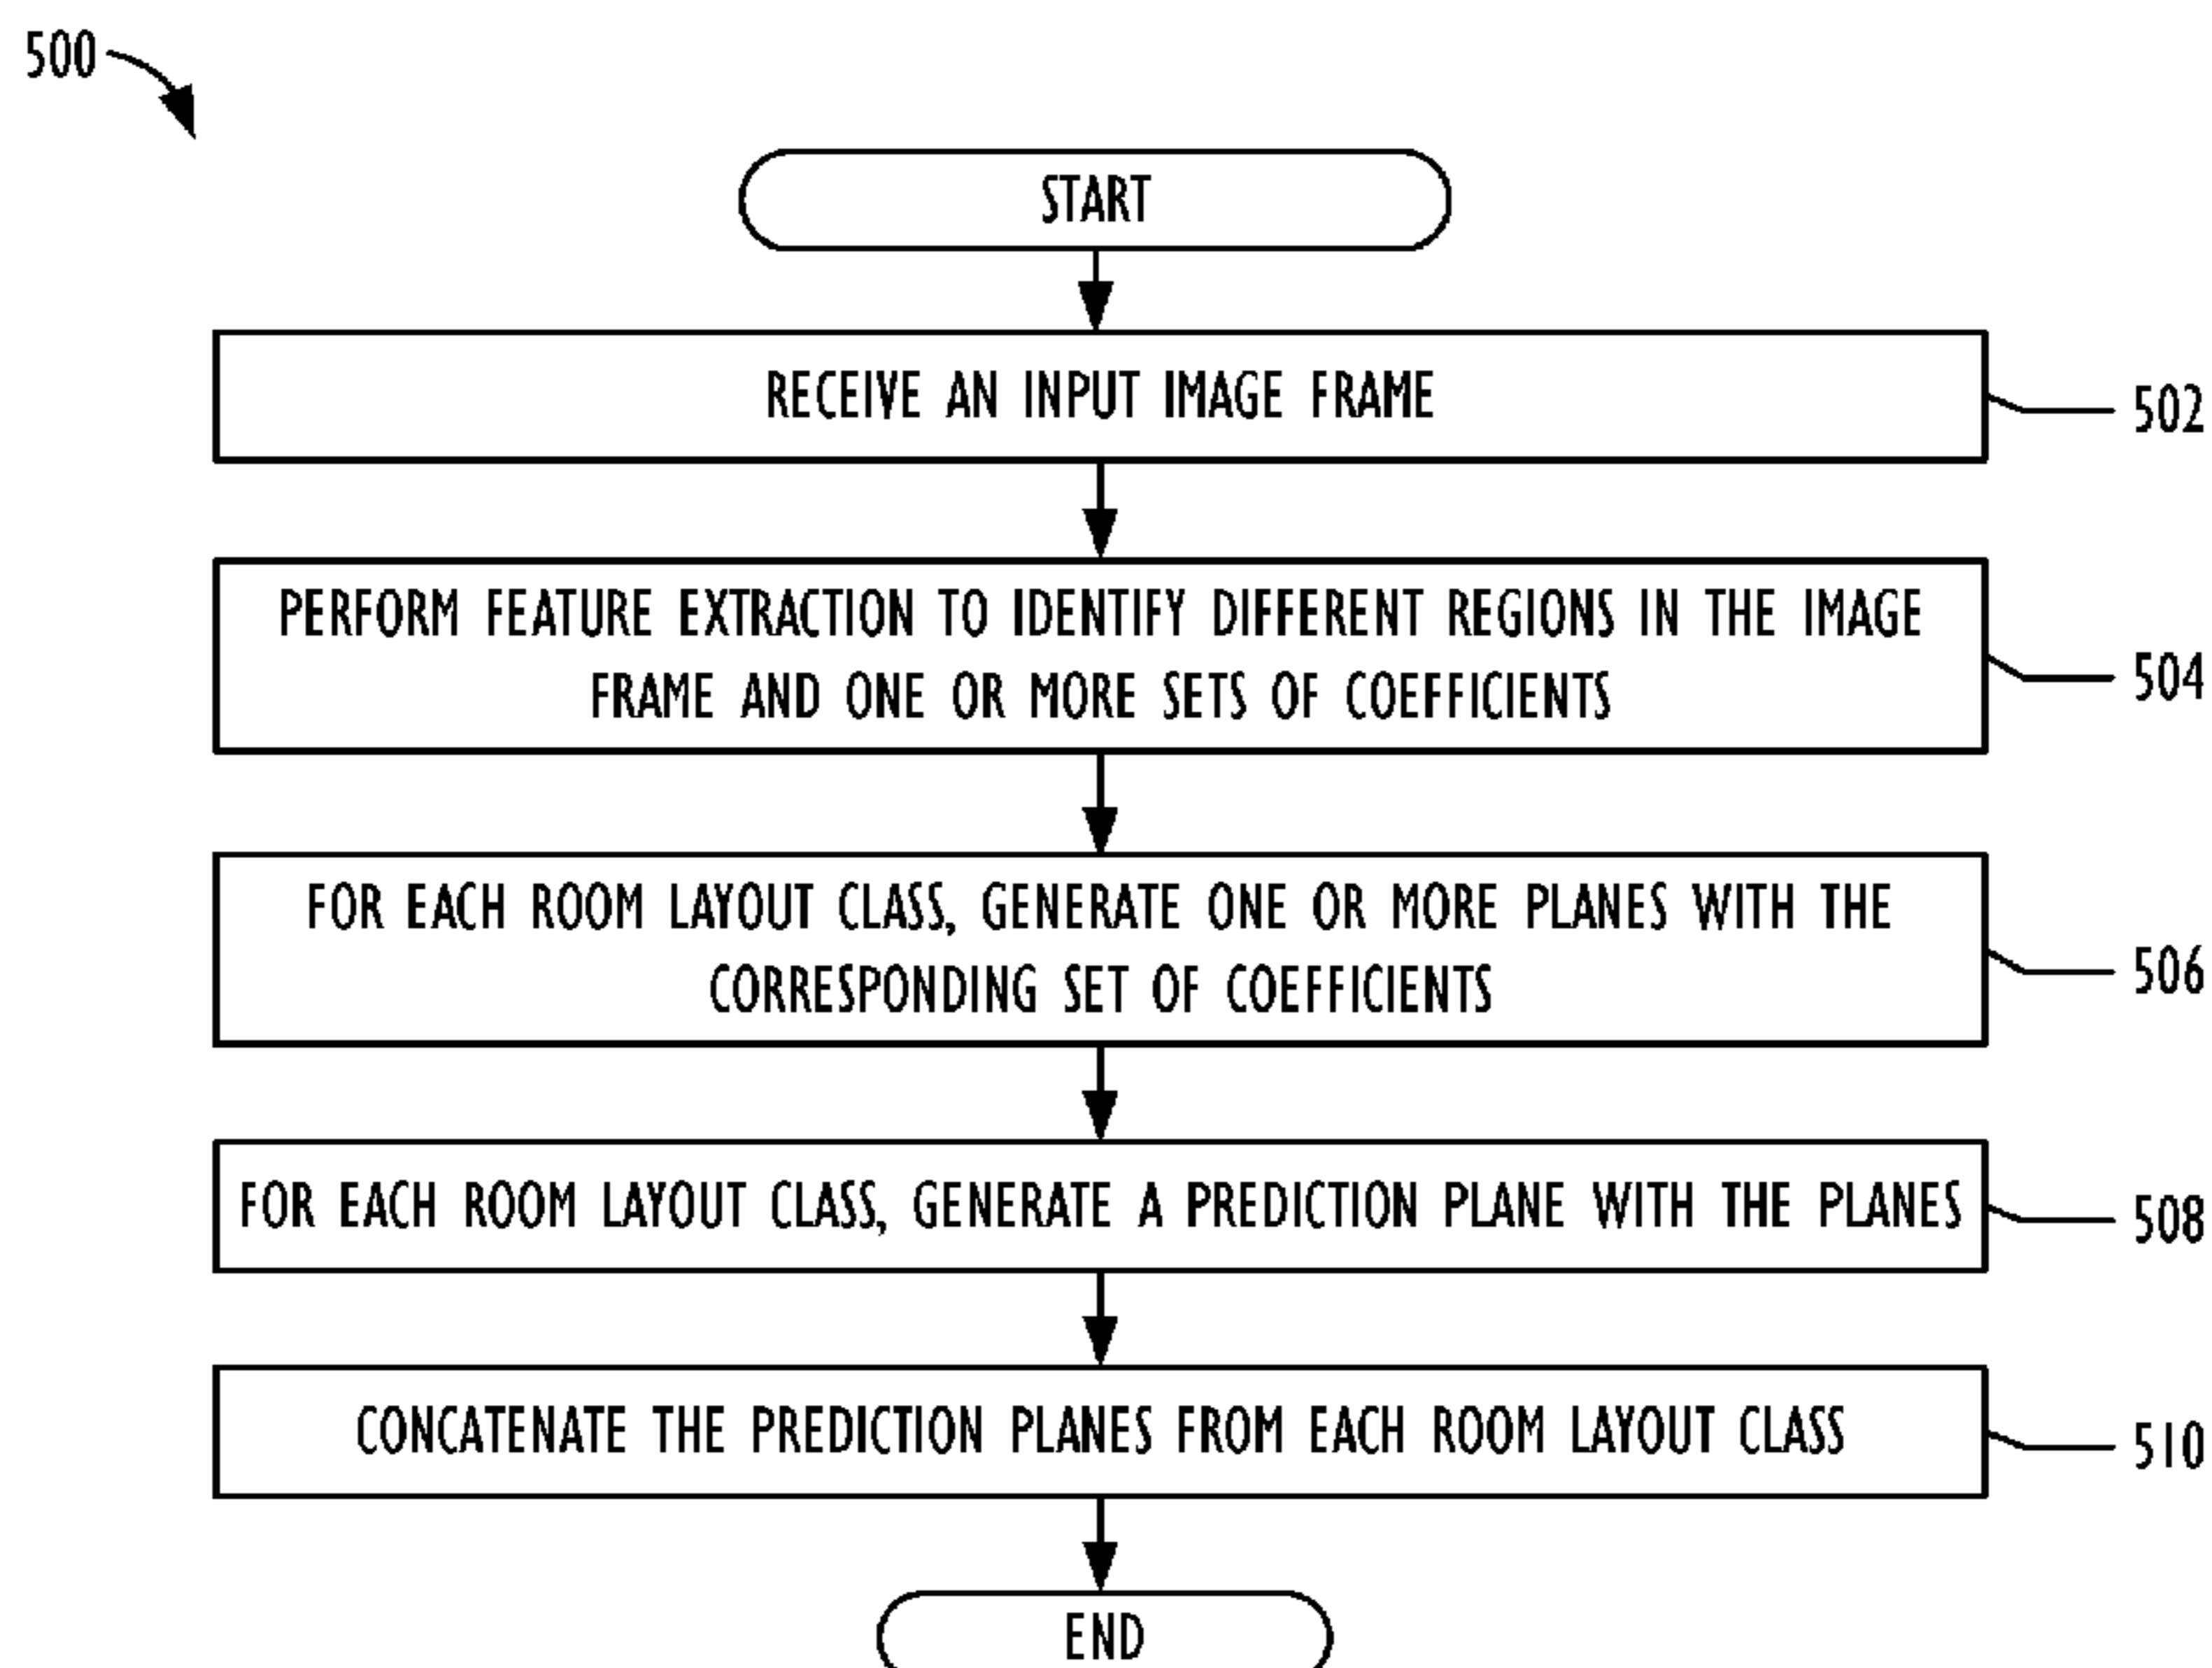 500
START
RECEIVE AN INPUT IMAGE FRAME
502
PERFORM FEATURE EXTRACTION TO IDENTIFY DIFFERENT REGIONS IN THE IMAGE
FRAME AND ONE OR MORE SETS OF COEFFICIENTS
504
FOR EACH ROOM LAYOUT CLASS, GENERATE ONE OR MORE PLANES WITH THE
CORRESPONDING SET OF COEFFICIENTS
506
FOR EACH ROOM LAYOUT CLASS, GENERATE A PREDICTION PLANE WITH THE PLANES
508
CONCATENATE THE PREDICTION PLANES FROM EACH ROOM LAYOUT CLASS
510
END